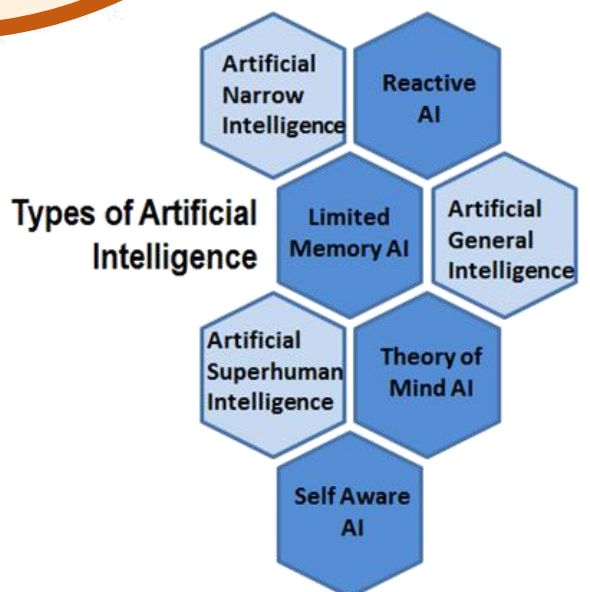 Artificial
Narrow
Intelligence
Reactive
AI
Types of Artificial
Intelligence
Limited
Memory AI
Artificial
General
Intelligence
Artificial
Superhuman
Intelligence
Theory of
Mind AI
Self Aware
AI